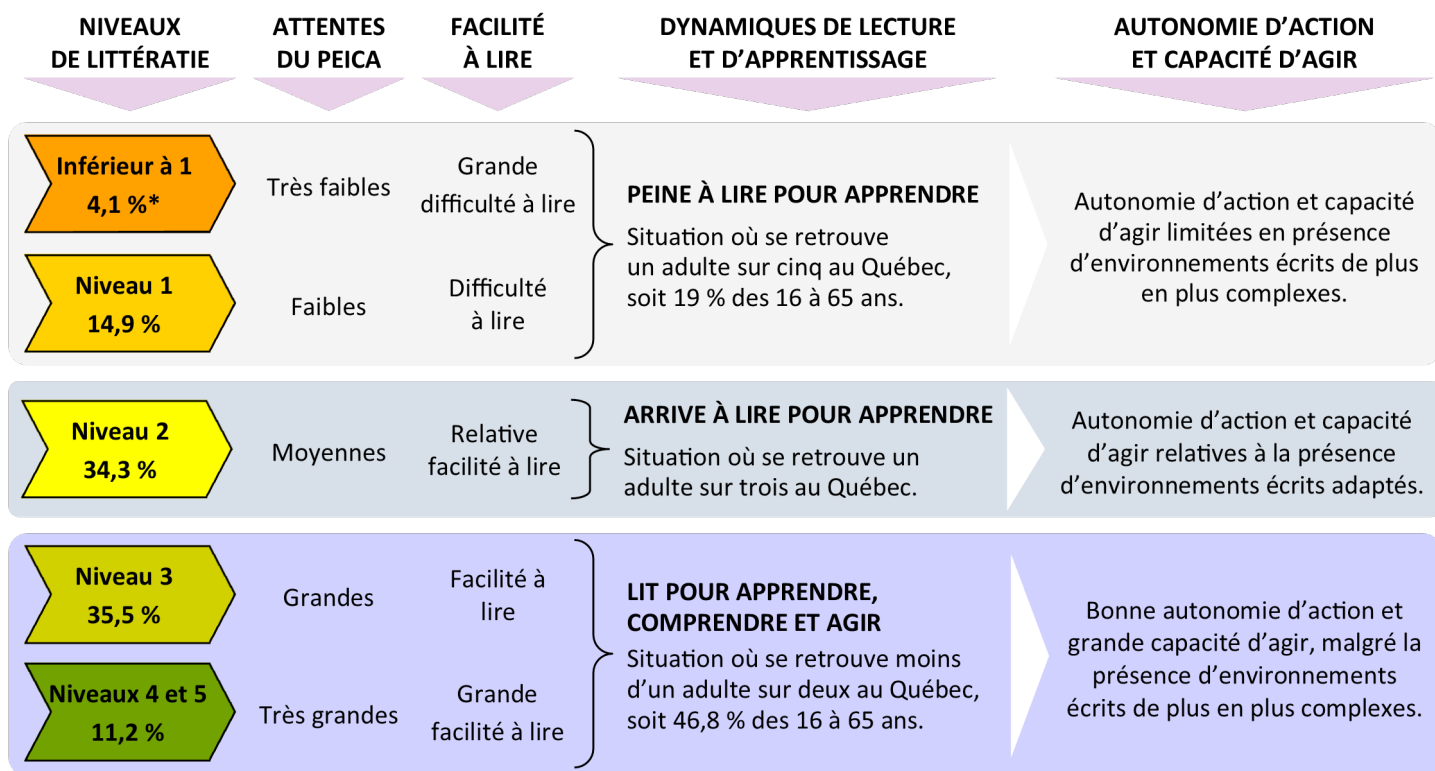 NIVEAUX
DE LITTÉRATIE
ATTENTES
DU PEICA
FACILITÉ
À LIRE
DYNAMIQUES DE LECTURE
ET D’APPRENTISSAGE
AUTONOMIE D’ACTION
ET CAPACITÉ D’AGIR
Inférieur à 1
4,1 %*
Très faibles
Grande
difficulté à lire
Niveau 1
14,9 %
Faibles
Difficulté
à lire
PEINE À LIRE POUR APPRENDRE
Situation où se retrouve
un adulte sur cinq au Québec,
soit 19 % des 16 à 65 ans.
Autonomie d’action et capacité
d’agir limitées en présence
d’environnements écrits de plus
en plus complexes.
Niveau 2
34,3 %
Moyennes
Relative
facilité à lire
ARRIVE À LIRE POUR APPRENDRE
Situation où se retrouve un
adulte sur trois au Québec.
Autonomie d’action et capacité
d’agir relatives à la présence
d’environnements écrits adaptés.
Niveau 3
35,5 %
Grandes
Facilité à
lire
Niveaux 4 et 5
11,2 %
Très grandes
Grande
facilité à lire
LIT POUR APPRENDRE,
COMPRENDRE ET AGIR
Situation où se retrouve moins
d’un adulte sur deux au Québec,
soit 46,8 % des 16 à 65 ans.
Bonne autonomie d’action et
grande capacité d’agir, malgré la
présence d’environnements
écrits de plus en plus complexes.